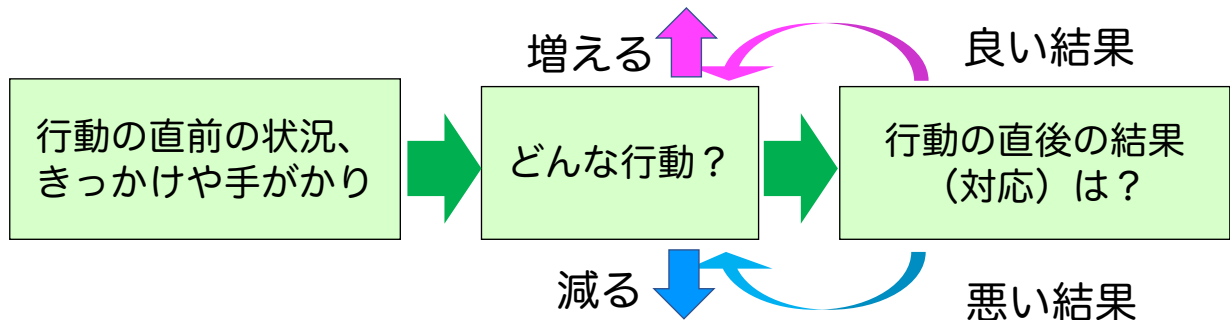 増える
良い結果
行動の直前の状況、
きっかけや手がかり
どんな行動？
行動の直後の結果
（対応）は？
減る
悪い結果